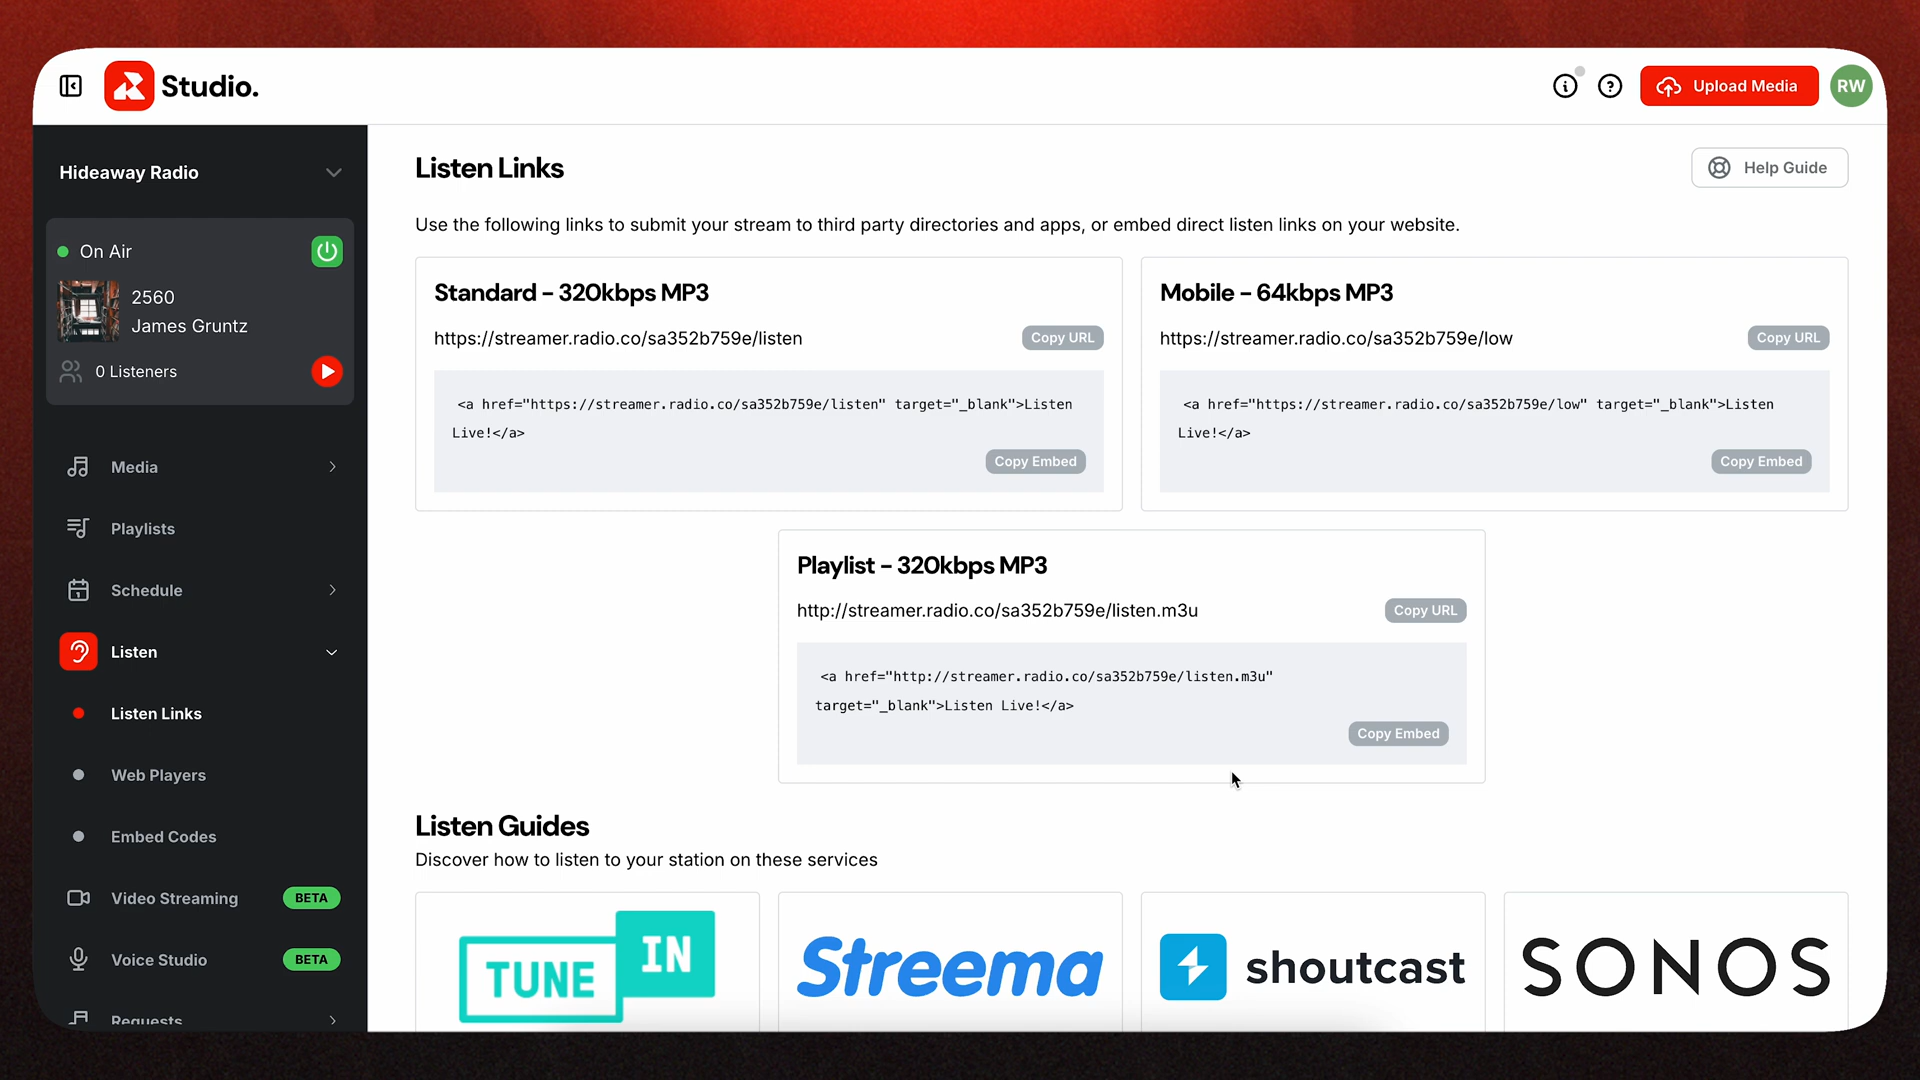 Studio.
Upload Media
RW
Hideaway Radio
On Air
2560
James Gruntz
0 Listeners
Media
Playlists
Schedule
Listen
Listen Links
Web Players
Embed Codes
Video Streaming
BETA
Voice Studio
BETA
Requests
Listen Links
Help Guide
Use the following links to submit your stream to third party directories and apps, or embed direct listen links on your website.
Standard – 320kbps MP3
https://streamer.radio.co/sa352b759e/listen
Copy URL
<a href="https://streamer.radio.co/sa352b759e/listen" target="_blank">Listen
Live!</a>
Copy Embed
Mobile – 64kbps MP3
https://streamer.radio.co/sa352b759e/low
Copy URL
<a href="https://streamer.radio.co/sa352b759e/low" target="_blank">Listen
Live!</a>
Copy Embed
Playlist – 320kbps MP3
http://streamer.radio.co/sa352b759e/listen.m3u
Copy URL
<a href="http://streamer.radio.co/sa352b759e/listen.m3u"
target="_blank">Listen Live!</a>
Copy Embed
Listen Guides
Discover how to listen to your station on these services
TUNE IN
Streema
shoutcast
SONOS